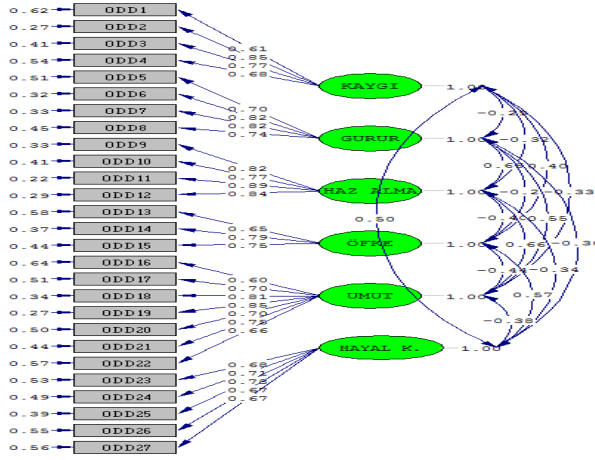 0.62 ODD1
0.27 ODD2
0.41 ODD3
0.54 ODD4
0.51 ODD5
0.32 ODD6
0.33 ODD7
0.45 ODD8
0.33 ODD9
0.41 ODD10
0.22 ODD11
0.29 ODD12
0.58 ODD13
0.37 ODD14
0.44 ODD15
0.64 ODD16
0.51 ODD17
0.34 ODD18
0.27 ODD19
0.50 ODD20
0.44 ODD21
0.57 ODD22
0.53 ODD23
0.49 ODD24
0.39 ODD25
0.55 ODD26
0.56 ODD27
0.61
0.85
0.77
0.68
0.70
0.82
0.82
0.74
0.82
0.77
0.89
0.84
0.65
0.79
0.75
0.60
0.70
0.81
0.85
0.70
0.66
0.68
0.71
0.67
0.67
KAYGI 1.00
GURUR 1.00
HAZ ALMA 1.00
ÖFKE 1.00
UMUT 1.00
HAYAL K. 1.00
0.50
-0.32
0.40
-0.33
0.55
0.66
-0.34
-0.44
0.57
-0.38